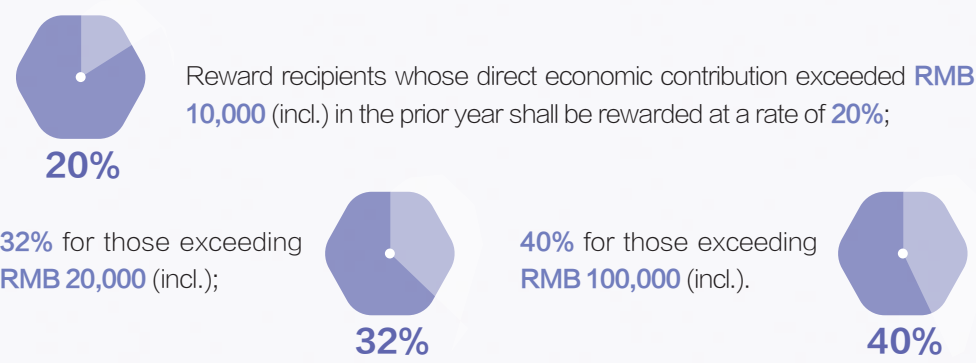 Reward recipients whose direct economic contribution exceeded RMB
10,000 (incl.) in the prior year shall be rewarded at a rate of 20%;
20%
32% for those exceeding
RMB 20,000 (incl.);
32%
40% for those exceeding
RMB 100,000 (incl.).
40%